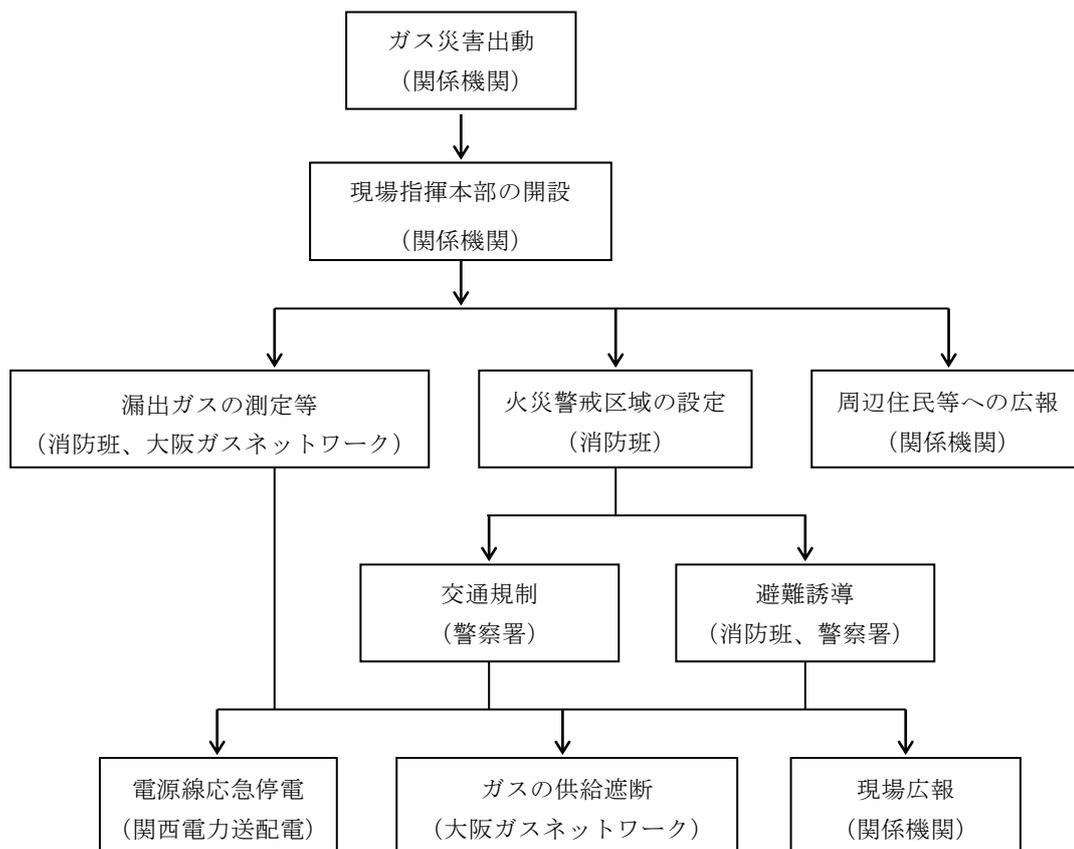 ガス災害出動
（関係機関）
現場指揮本部の開設
（関係機関）
漏出ガスの測定等
（消防班、大阪ガスネットワーク）
火災警戒区域の設定
（消防班）
周辺住民等への広報
（関係機関）
交通規制
（警察署）
避難誘導
（消防班、警察署）
電源線応急停電
（関西電力送配電）
ガスの供給遮断
（大阪ガスネットワーク）
現場広報
（関係機関）